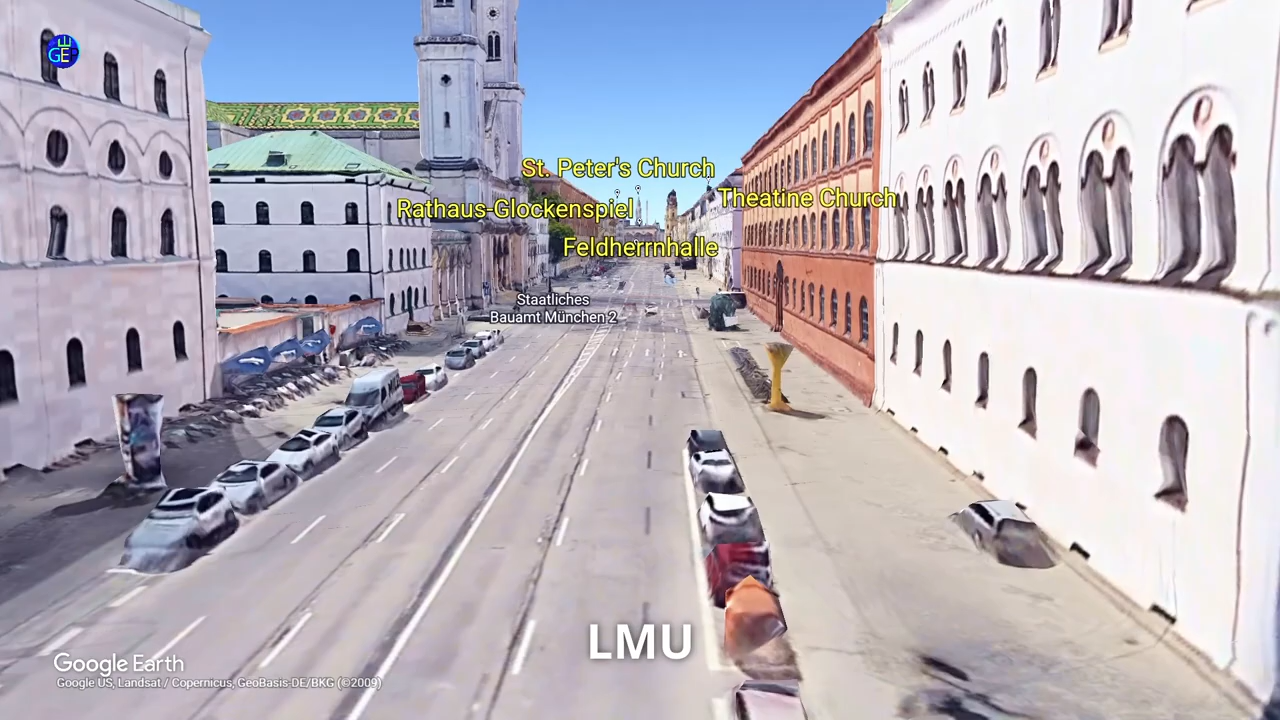 GEP
St. Peter's Church
Theatine Church
Rathaus-Glockenspiel
Feldherrnhalle
Staatliches
Bauamt München 2
LMU
Google Earth
Google US, Landsat / Copernicus, GeoBasis-DE/BKG (©2009)